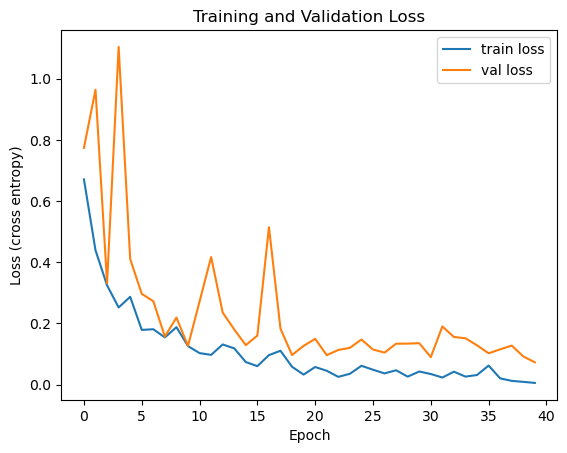 Training and Validation Loss
train loss
val loss
Loss (cross entropy)
1.0
0.8
0.6
0.4
0.2
0.0
0 5 10 15 20 25 30 35 40
Epoch